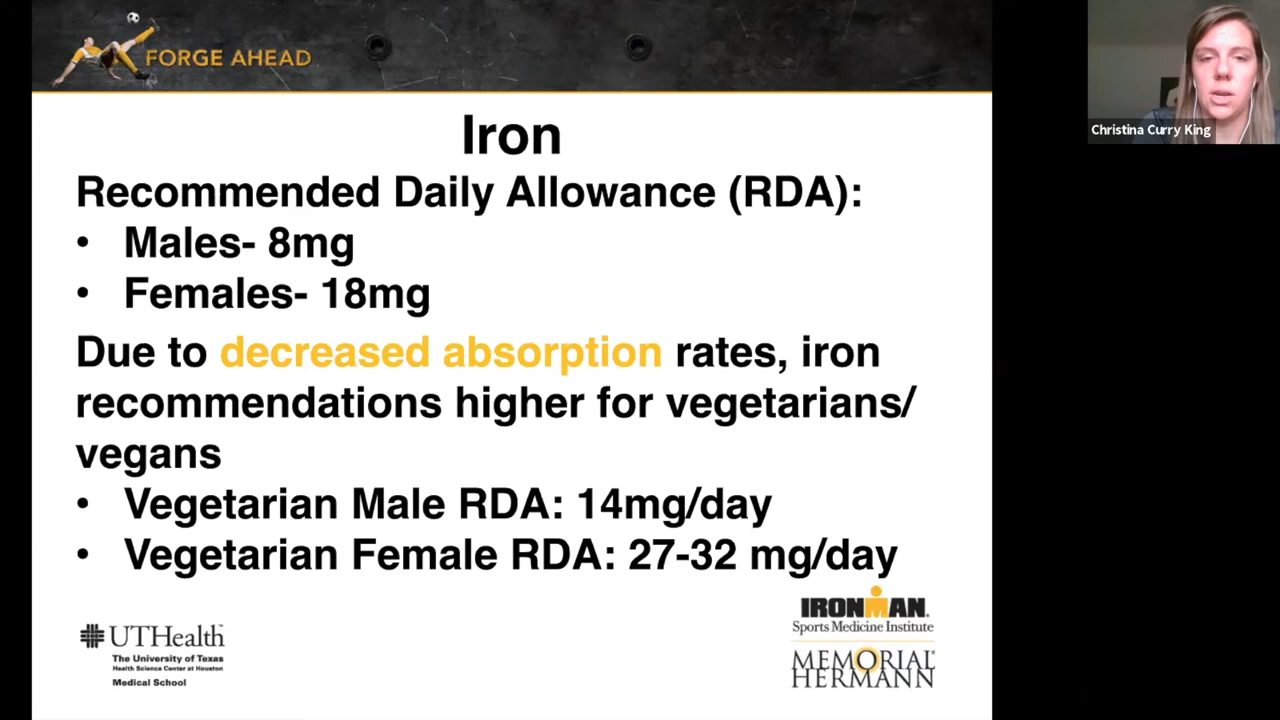 FORGE AHEAD
Christina Curry King
Iron
Recommended Daily Allowance (RDA):
• Males- 8mg
• Females- 18mg
Due to decreased absorption rates, iron
recommendations higher for vegetarians/
vegans
• Vegetarian Male RDA: 14mg/day
• Vegetarian Female RDA: 27-32 mg/day
UTHealth
The University of Texas
Health Science Center at Houston
Medical School
IRONMAN
Sports Medicine Institute
MEMORIAL
HERMANN